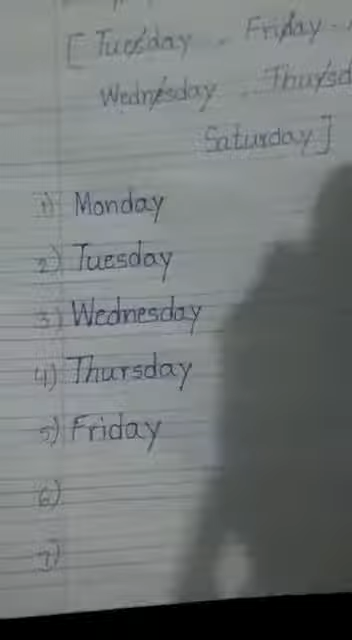 [ Tuesday - Friday -
Wednesday - Thursd
Saturday ]
1) Monday
2) Tuesday
3) Wednesday
4) Thursday
5) Friday
6)
7)